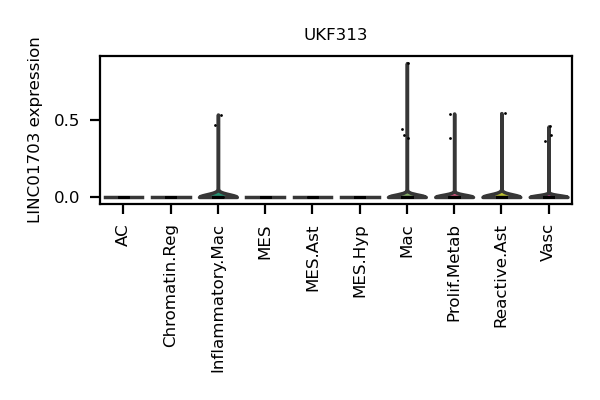 UKF313
LINC01703 expression
0.5
0.0
AC
Chromatin.Reg
Inflammatory.Mac
MES
MES.Ast
MES.Hyp
Mac
Prolif.Metab
Reactive.Ast
Vasc